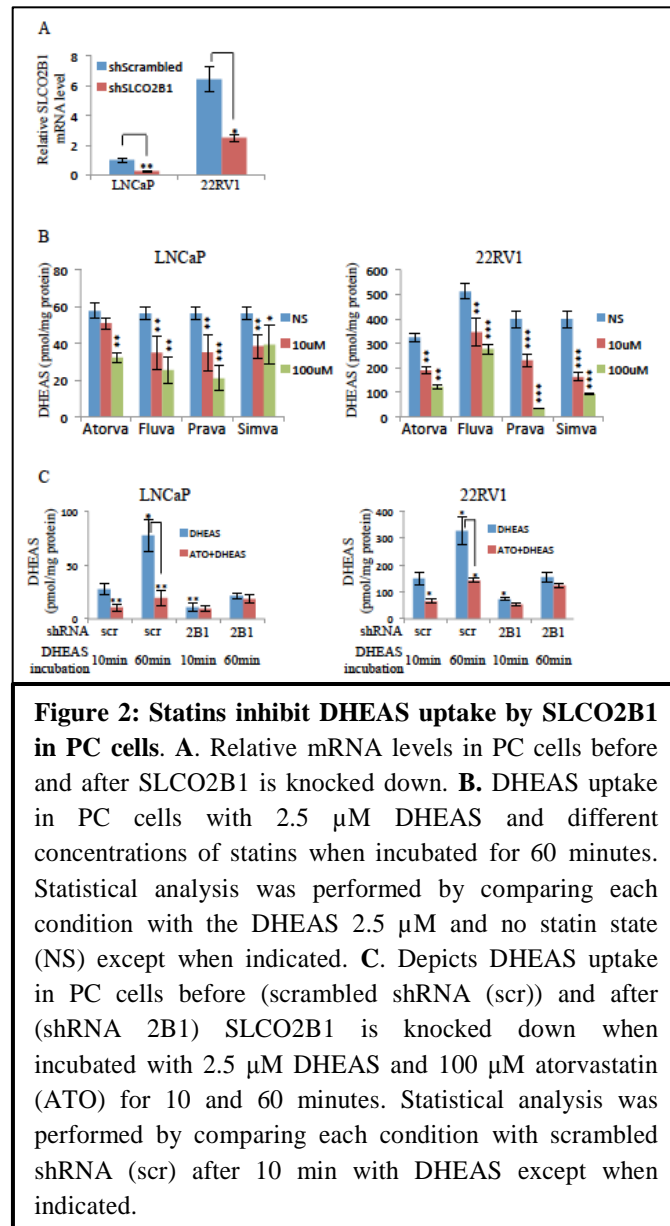 A
Relative SLCO2B1
mRNA level
8
6
4
2
0
shScrambled
shSLCO2B1
**
*
LNCaP
22RV1
B
LNCaP
DHEAS (pmol/mg protein)
80
60
40
20
0
**
**
**
**
***
**
*
NS
10uM
100uM
Atorva
Fluva
Prava
Simva
22RV1
DHEAS (pmol/mg protein)
600
500
400
300
200
100
0
**
**
**
***
***
***
***
***
NS
10uM
100uM
Atorva
Fluva
Prava
Simva
C
LNCaP
DHEAS
(pmol/mg protein)
100
50
0
DHEAS
ATO+DHEAS
**
*
**
**
shRNA
scr
scr
2B1
2B1
DHEAS
incubation
10min
60min
10min
60min
22RV1
DHEAS
(pmol/mg protein)
400
300
200
100
0
DHEAS
ATO+DHEAS
*
*
*
*
shRNA
scr
scr
2B1
2B1
DHEAS
incubation
10min
60min
10min
60min
Figure 2: Statins inhibit DHEAS uptake by SLCO2B1
in PC cells. A. Relative mRNA levels in PC cells before
and after SLCO2B1 is knocked down. B. DHEAS uptake
in PC cells with 2.5 µM DHEAS and different
concentrations of statins when incubated for 60 minutes.
Statistical analysis was performed by comparing each
condition with the DHEAS 2.5 µM and no statin state
(NS) except when indicated. C. Depicts DHEAS uptake
in PC cells before (scrambled shRNA (scr)) and after
(shRNA 2B1) SLCO2B1 is knocked down when
incubated with 2.5 µM DHEAS and 100 µM atorvastatin
(ATO) for 10 and 60 minutes. Statistical analysis was
performed by comparing each condition with scrambled
shRNA (scr) after 10 min with DHEAS except when
indicated.